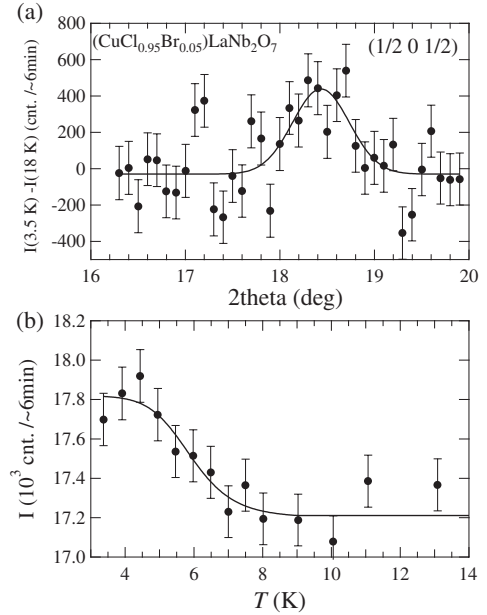 (a)
800
(CuCl0.95Br0.05)LaNb2O7 (1/2 0 1/2)
600
400
200
0
-200
-400
I(3.5 K) -I(18 K) (cnt. /~6min)
16 17 18 19 20
2theta (deg)
(b)
18.2
18.0
17.8
17.6
17.4
17.2
17.0
I (10^3 cnt. /~6min)
4 6 8 10 12 14
T (K)